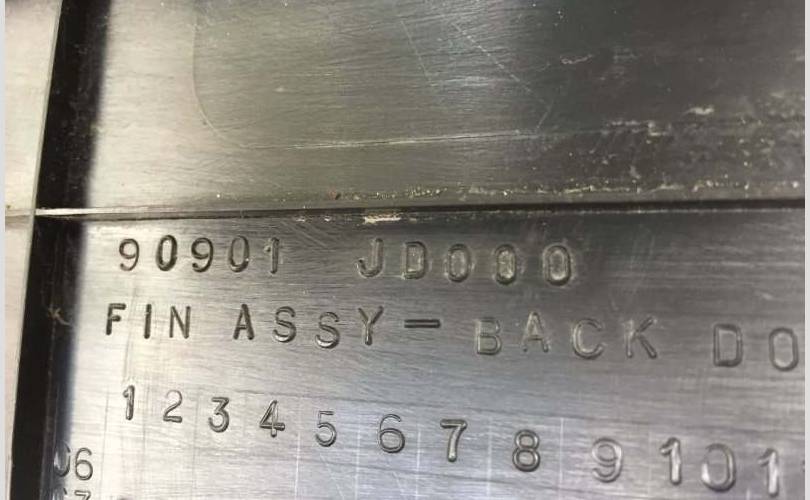 90901 JD000
FIN ASSY-BACK DO
1 2 3 4 5 6 7 8 9 10 1
06